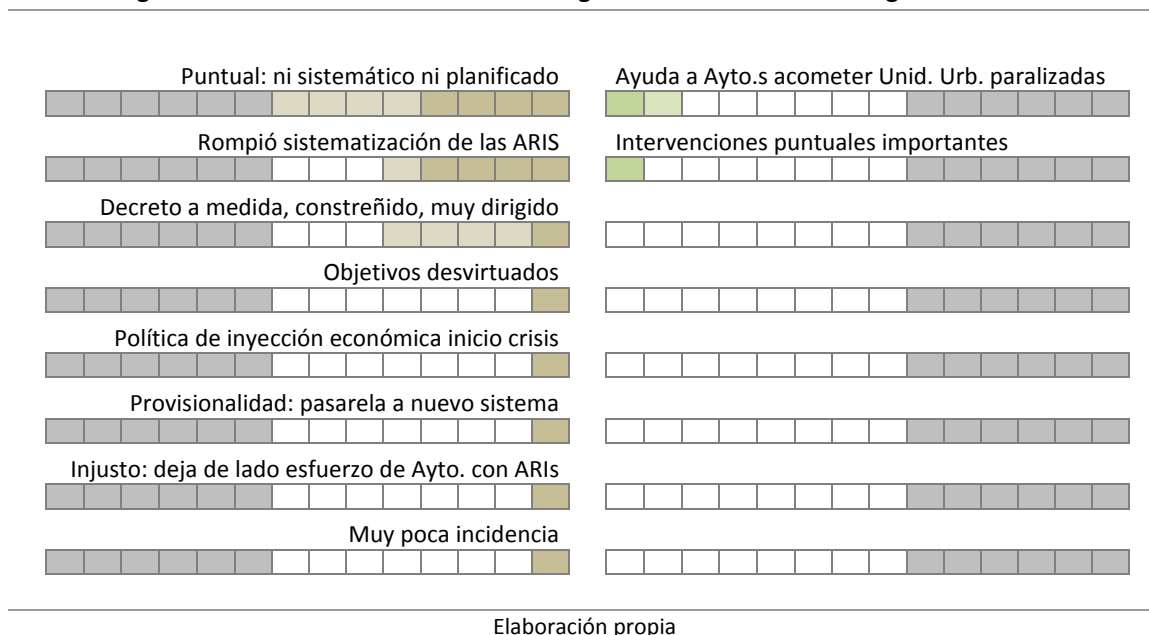 Puntual: ni sistemático ni planificado
Ayuda a Ayto.s acometer Unid. Urb. paralizadas
Rompió sistematización de las ARIS
Intervenciones puntuales importantes
Decreto a medida, constreñido, muy dirigido
Objetivos desvirtuados
Política de inyección económica inicio crisis
Provisionalidad: pasarela a nuevo sistema
Injusto: deja de lado esfuerzo de Ayto. con ARIs
Muy poca incidencia
Elaboración propia